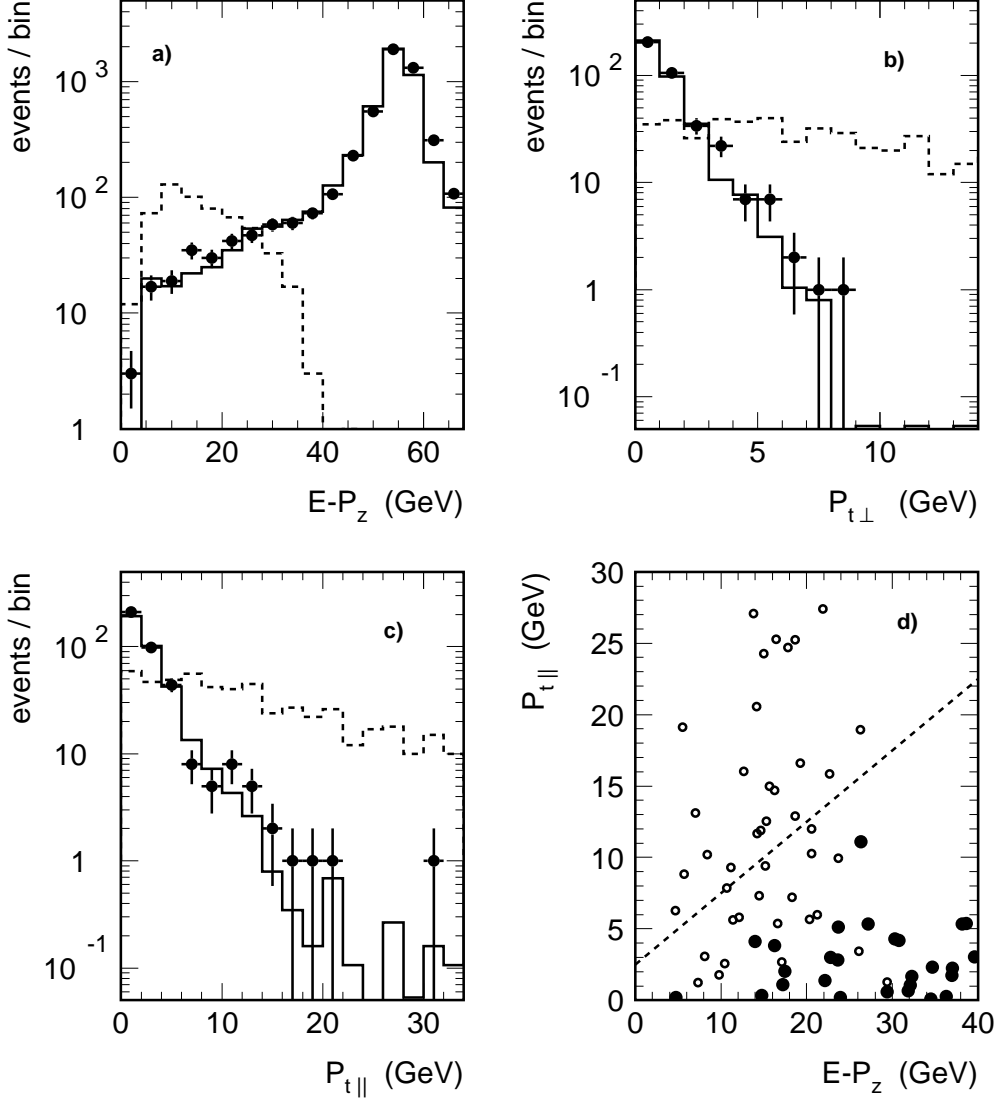 events / bin
a)
10^3
10^2
10
1
0 20 40 60
E-P_z (GeV)
events / bin
b)
10^2
10
1
10^-1
0 5 10
P_t⊥ (GeV)
events / bin
c)
10^2
10
1
10^-1
0 10 20 30
P_t|| (GeV)
P_t|| (GeV)
d)
30
25
20
15
10
5
0
0 10 20 30 40
E-P_z (GeV)